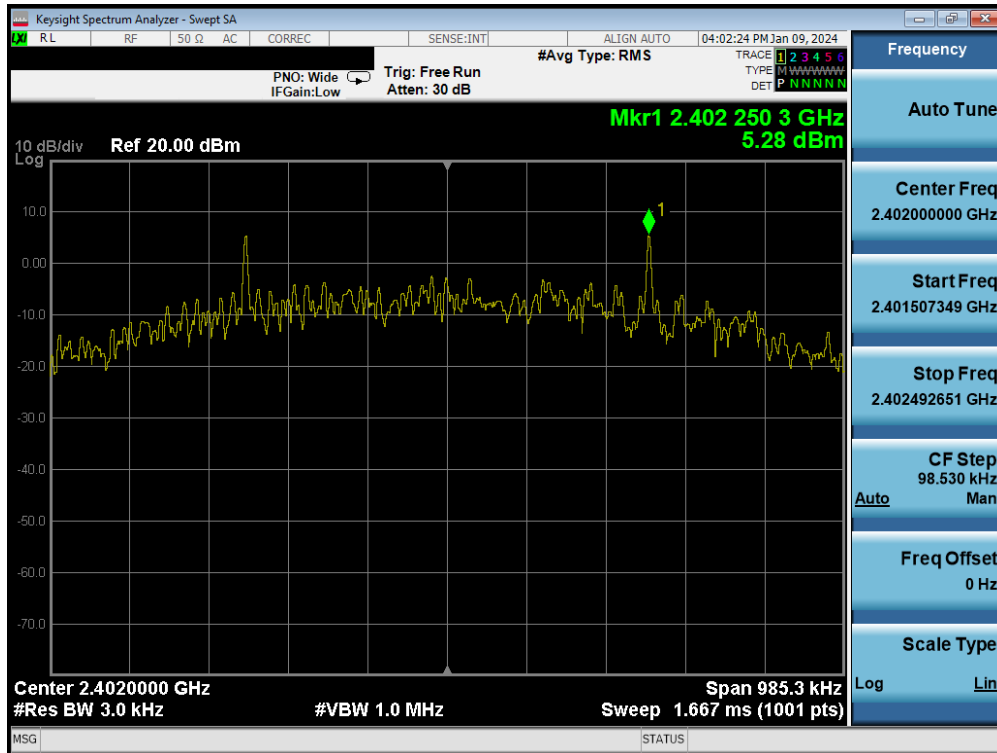 Keysight Spectrum Analyzer - Swept SA
LXI RL RF 50 Ω AC CORREC SENSE:INT ALIGN AUTO 04:02:24 PM Jan 09, 2024
PNO: Wide
IFGain:Low
Trig: Free Run
Atten: 30 dB
#Avg Type: RMS
TRACE 1 2 3 4 5 6
TYPE M WWWWW
DET P N N N N N
Mkr1 2.402 250 3 GHz
5.28 dBm
10 dB/div
Log
Ref 20.00 dBm
10.0
0.00
-10.0
-20.0
-30.0
-40.0
-50.0
-60.0
-70.0
1
Center 2.4020000 GHz
Span 985.3 kHz
#Res BW 3.0 kHz
#VBW 1.0 MHz
Sweep 1.667 ms (1001 pts)
MSG
STATUS
Frequency
Auto Tune
Center Freq
2.402000000 GHz
Start Freq
2.401507349 GHz
Stop Freq
2.402492651 GHz
CF Step
98.530 kHz
Auto Man
Freq Offset
0 Hz
Scale Type
Log Lin